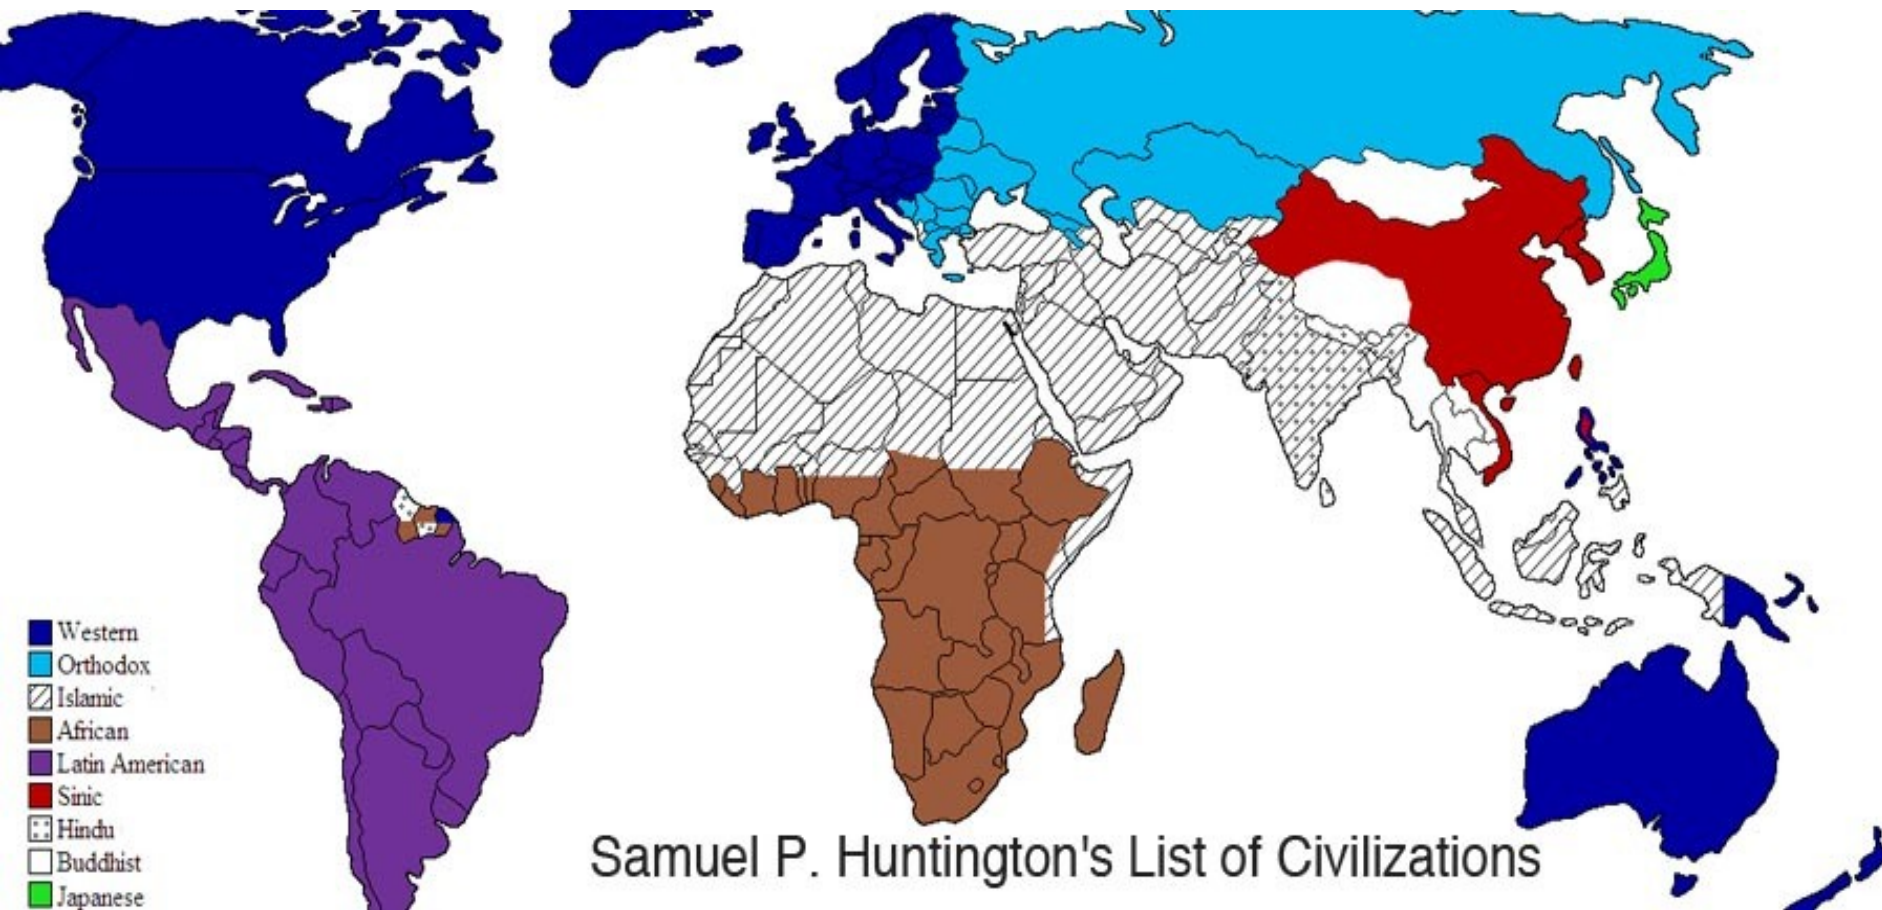 Western
Orthodox
Islamic
African
Latin American
Sinic
Hindu
Buddhist
Japanese
Samuel P. Huntington's List of Civilizations